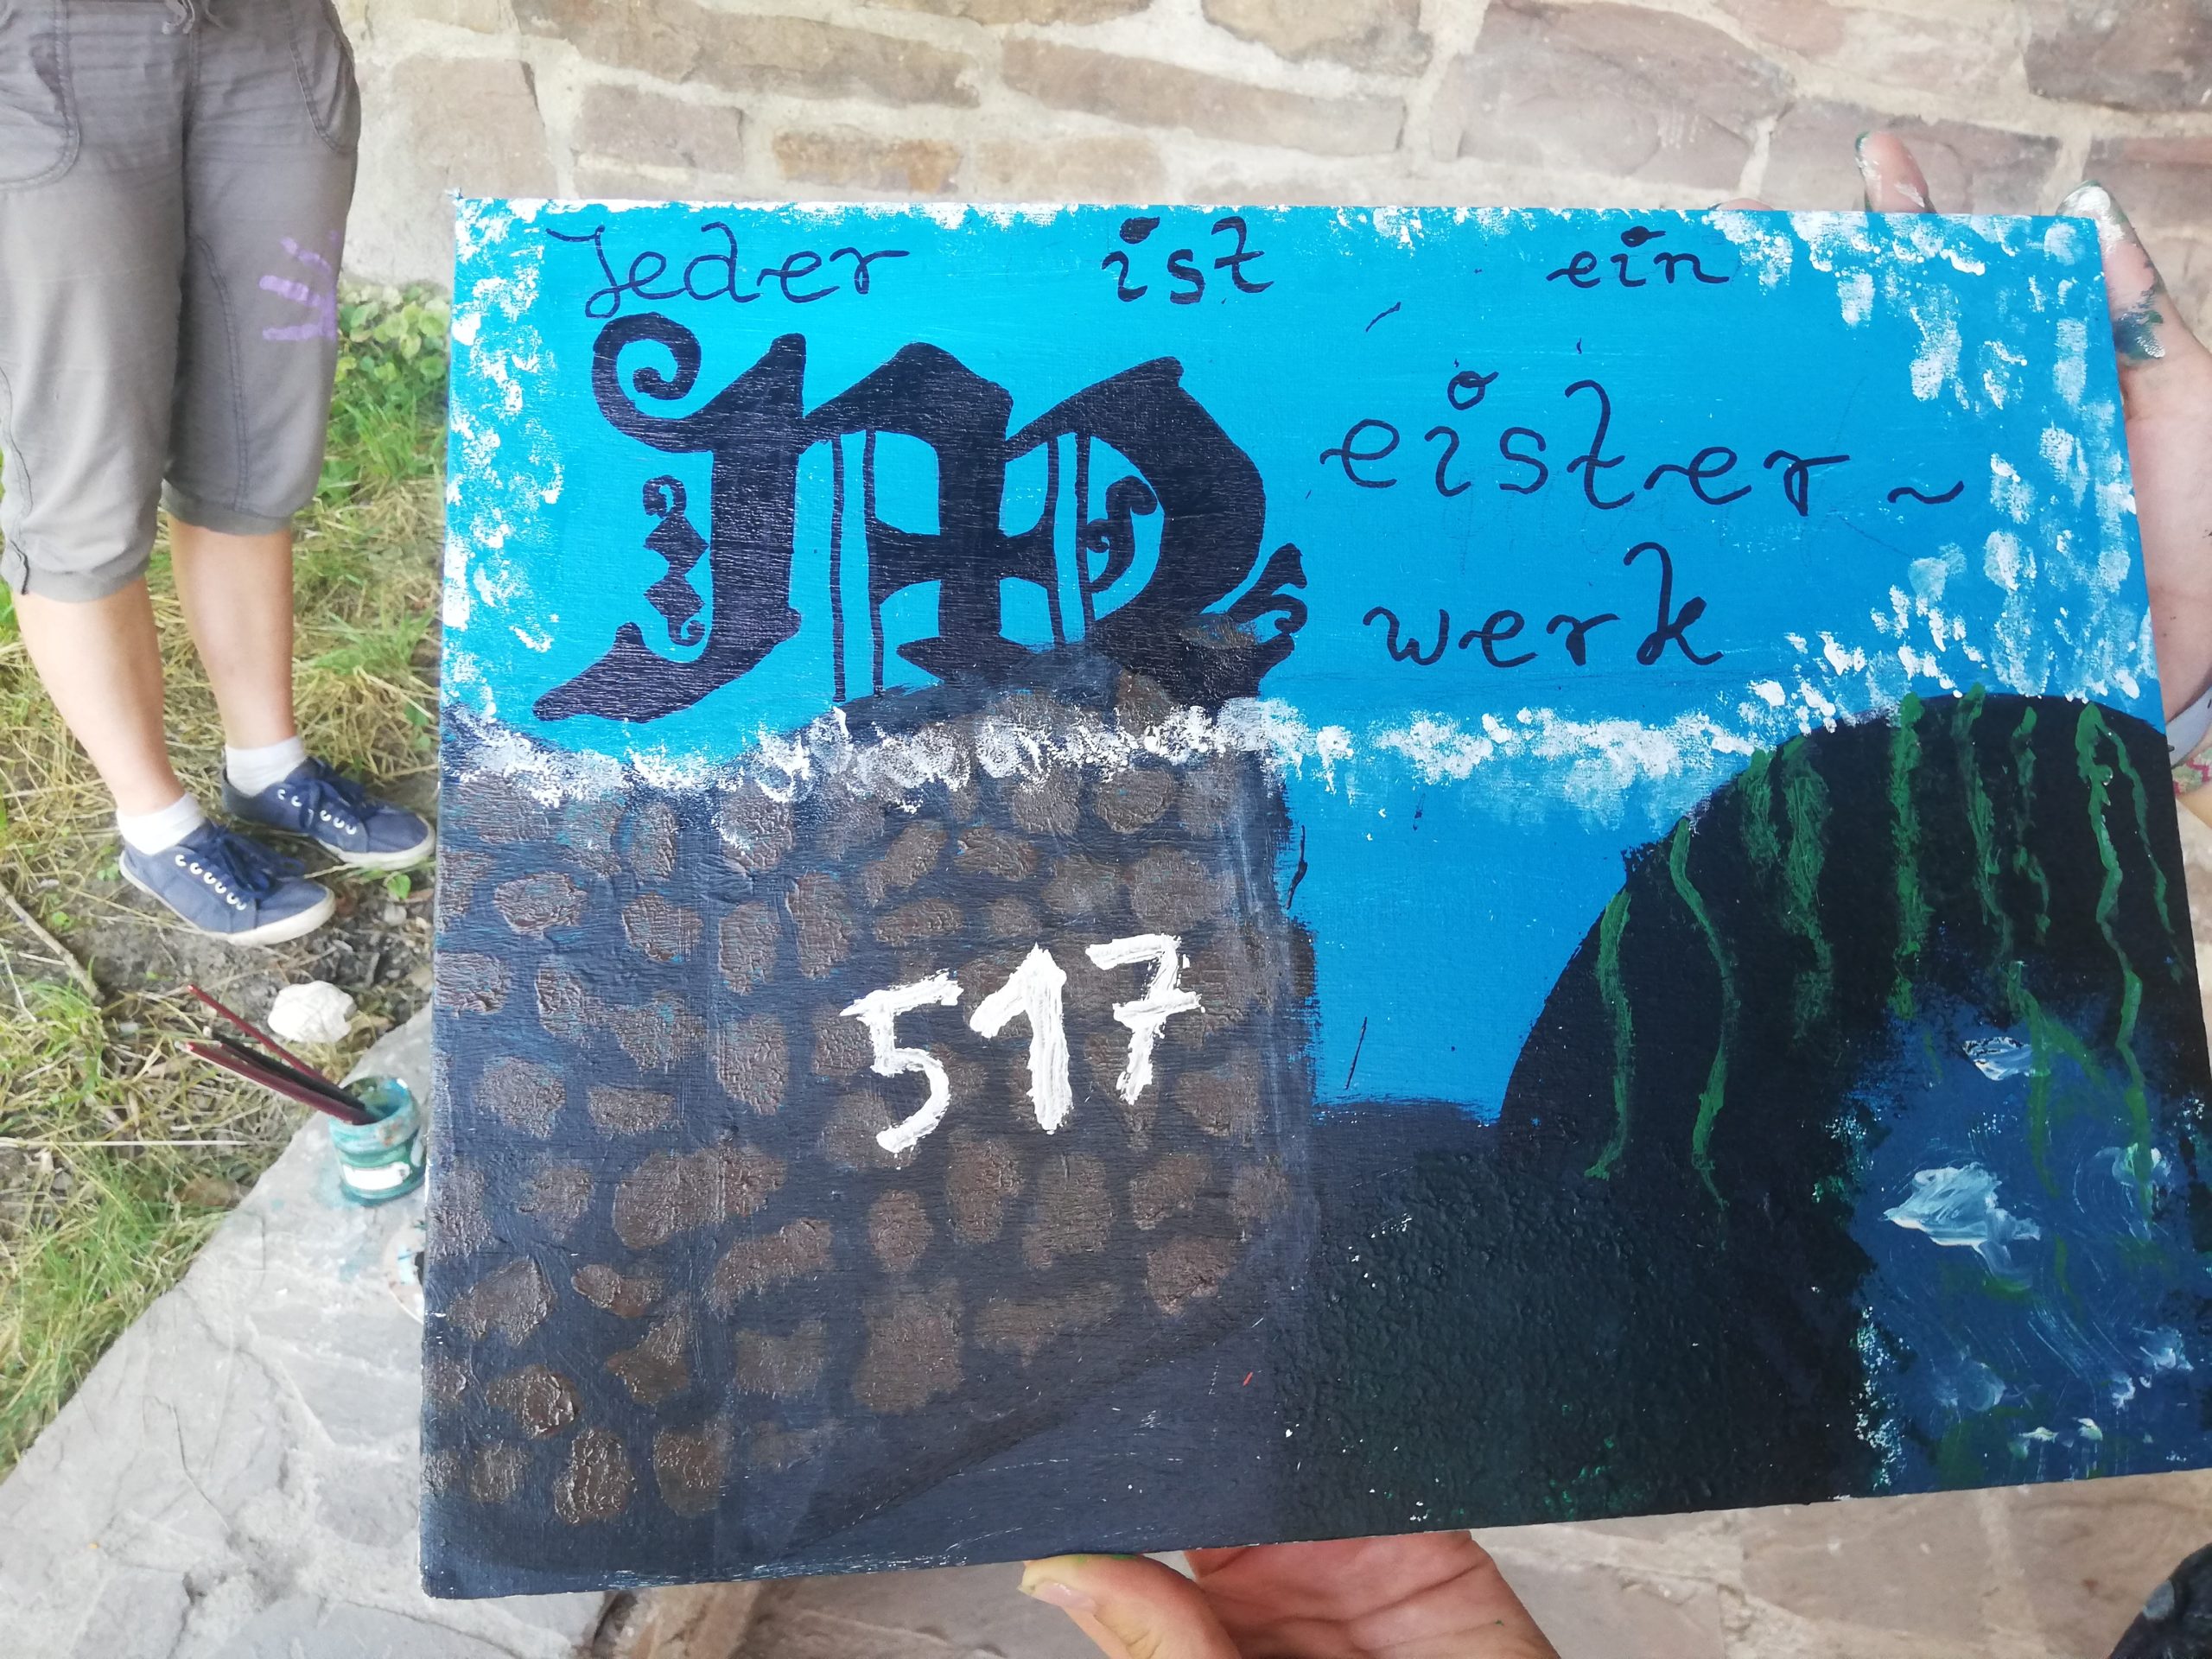 Jeder ist ein
Meister~
werk
517